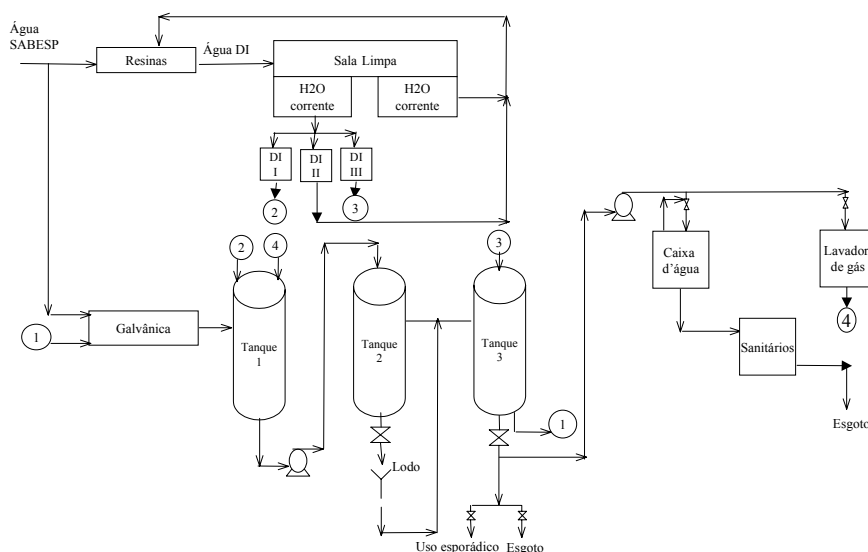 Água
SABESP
Resinas
Água DI
Sala Limpa
H2O
corrente
H2O
corrente
DI
I
DI
II
DI
III
2
3
2
4
3
Caixa
d'água
Lavador
de gás
4
1
Galvânica
Tanque
1
Tanque
2
Tanque
3
1
Sanitários
Esgoto
Lodo
Uso esporádico
Esgoto